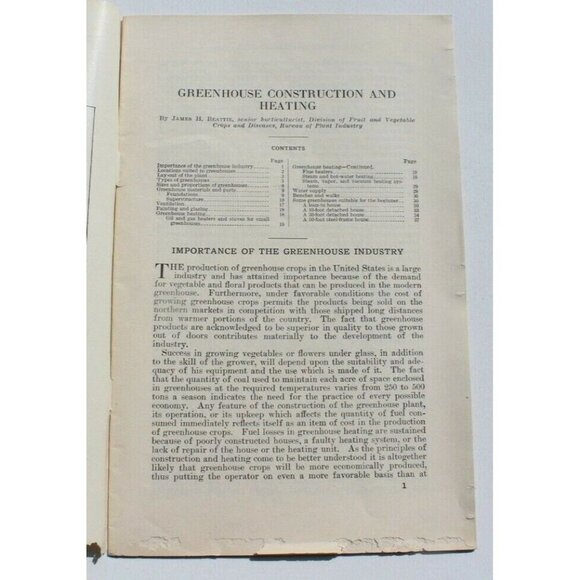 GREENHOUSE CONSTRUCTION AND
HEATING
By JAMES H. BEATTIE, senior horticulturist, Division of Fruit and Vegetable
Crops and Diseases, Bureau of Plant Industry
CONTENTS
Page
Importance of the greenhouse industry 1
Locations suited to greenhouses 2
Lay-out of the plant 3
Types of greenhouses
Sizes and proportions of greenhouses
Greenhouse materials and parts
Foundations
Superstructure
Ventilation 17
Painting and glazing
Greenhouse heating
Oil and gas heaters and stoves for small
greenhouses
Page
Greenhouse heating—Continued.
Flue heaters
Steam and hot-water heating
Steam, vapor, and vacuum heating sys-
tems
Water supply
Benches and walks
Some greenhouses suitable for the beginner
A lean-to house
A 10-foot detached house
A 20-foot detached house
A 30-foot steel-frame house
IMPORTANCE OF THE GREENHOUSE INDUSTRY
THE production of greenhouse crops in the United States is a large
industry and has attained importance because of the demand
for vegetable and floral products that can be produced in the modern
greenhouse. Furthermore, under favorable conditions the cost of
growing greenhouse crops permits the products being sold on the
northern markets in competition with those shipped long distances
from warmer portions of the country. The fact that greenhouse
products are acknowledged to be superior in quality to those grown
out of doors contributes materially to the development of the
industry.
Success in growing vegetables or flowers under glass, in addition
to the skill of the grower, will depend upon the suitability and ade-
quacy of his equipment and the use which is made of it. The fact
that the quantity of coal used to maintain each acre of space enclosed
in greenhouses at the required temperatures varies from 250 to 500
tons a season indicates the need for the practice of every possible
economy. Any feature of the construction of the greenhouse plant,
its operation, or its upkeep which affects the quantity of fuel con-
sumed immediately reflects itself as an item of cost in the production
of greenhouse crops. Fuel losses in greenhouse heating are sustained
because of poorly constructed houses, a faulty heating system, or the
lack of repair of the house or the heating unit. As the principles of
construction and heating come to be better understood it is altogether
likely that greenhouse crops will be more economically produced,
thus putting the operator on even a more favorable basis than at
1